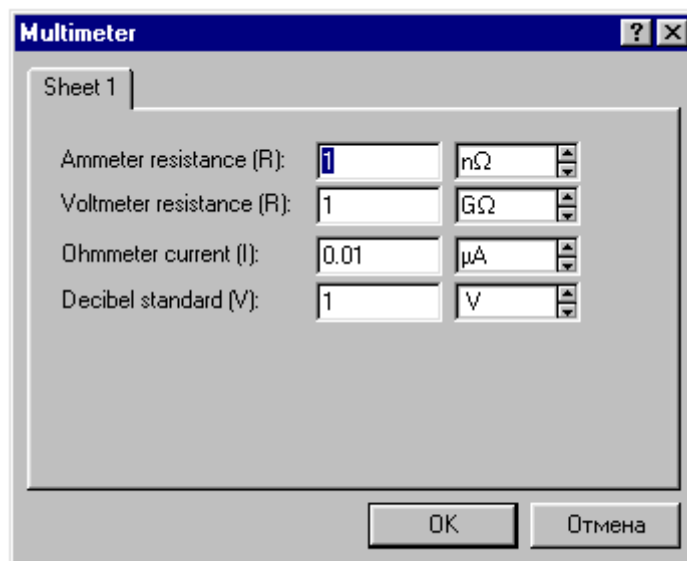 Multimeter
Sheet 1
Ammeter resistance (R): 1 nΩ
Voltmeter resistance (R): 1 GΩ
Ohmmeter current (I): 0.01 µA
Decibel standard (V): 1 V
OK Отмена